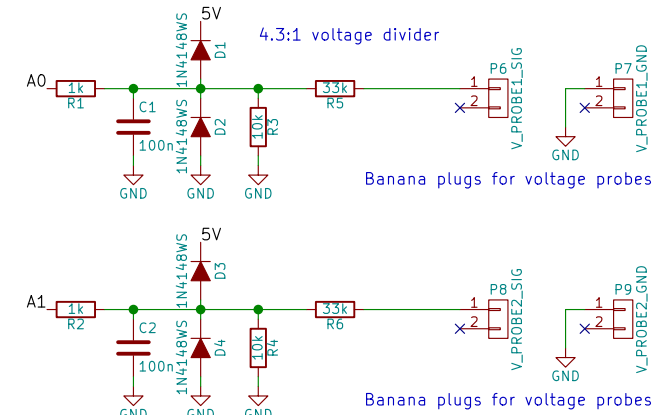 5V
4.3:1 voltage divider
1N4148WS
D1
A0
1k
R1
C1
100n
1N4148WS
D2
10k
R3
33k
R5
P6
1
2
V_PROBE1_SIG
P7
1
2
V_PROBE1_GND
GND
GND
GND
GND
Banana plugs for voltage probes
5V
1N4148WS
D3
A1
1k
R2
C2
100n
1N4148WS
D4
10k
R4
33k
R6
P8
1
2
V_PROBE2_SIG
P9
1
2
V_PROBE2_GND
GND
Banana plugs for voltage probes
GND
GND
GND